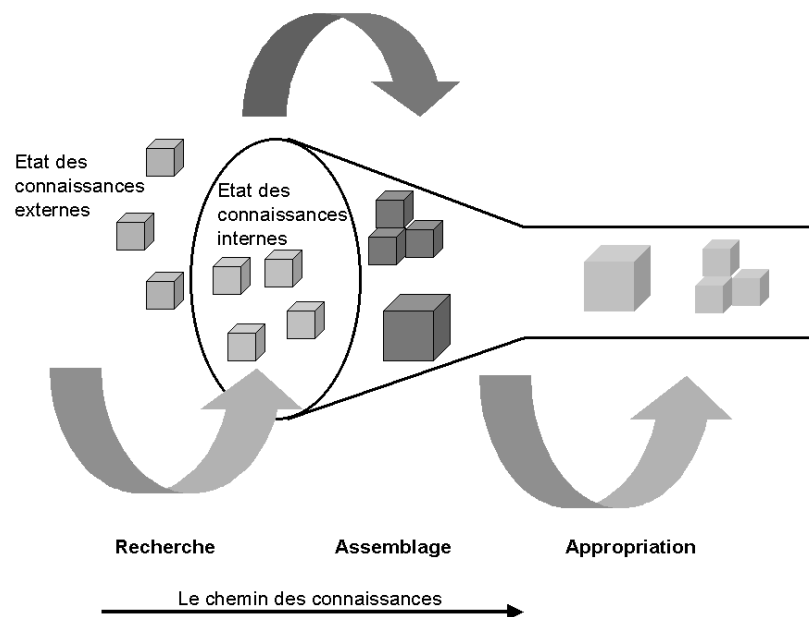 Etat des
connaissances
externes
Etat des
connaissances
internes
Recherche
Assemblage
Appropriation
Le chemin des connaissances